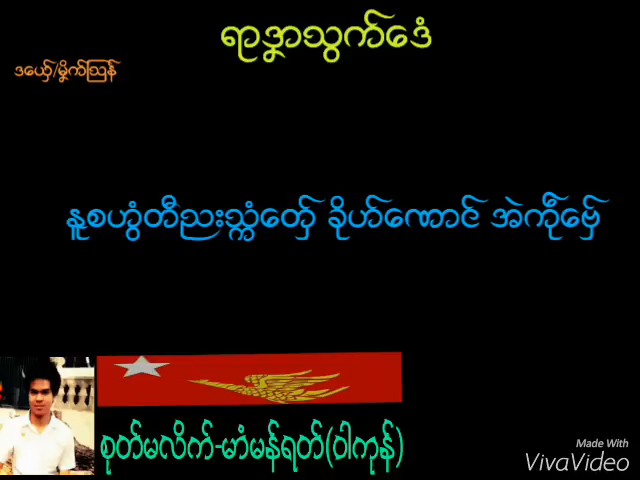 ရာဒၞာသွက်ဒေံ
ဒယှေ်/မၞိက်ဩန်
နူစဟွံတီညးသ္ကံတှေ် ခိုဟ်ဏောင် အဲကိုဗှေ်
စုတ်မလိက်-မာံမန်ရတ်(ဝါကုန်)
Made With
VivaVideo